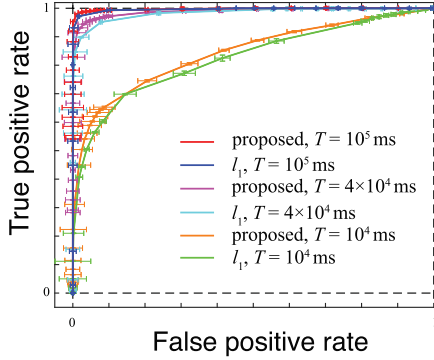 True positive rate
1
0
0
False positive rate
proposed, T = 10⁵ ms
l₁, T = 10⁵ ms
proposed, T = 4×10⁴ ms
l₁, T = 4×10⁴ ms
proposed, T = 10⁴ ms
l₁, T = 10⁴ ms